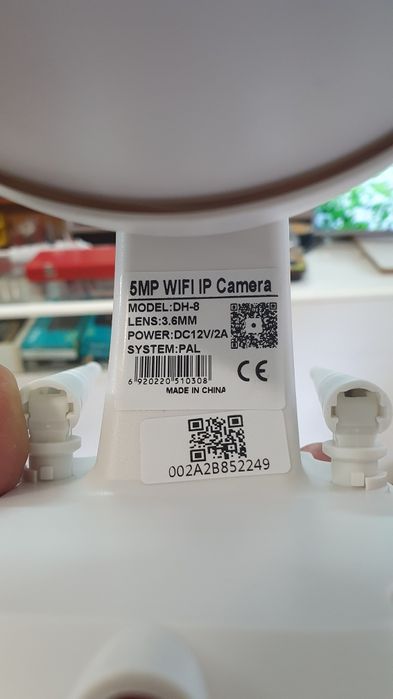 5MP WIFI IP Camera
MODEL:DH-8
LENS:3.6MM
POWER:DC12V/2A
SYSTEM:PAL
6 920220 510308
CE
MADE IN CHINA
002A2B852249